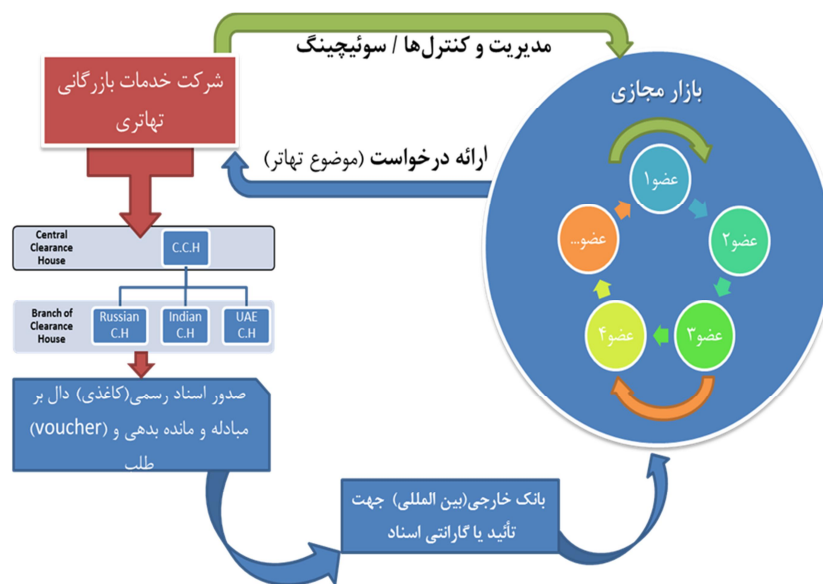 مدیریت و کنترل‌ها / سوئیچینگ
شرکت خدمات بازرگانی
تهاتری
بازار مجازی
ارائه درخواست (موضوع تهاتر)
عضو۱
عضو۲
عضو۳
عضو۴
عضو...
Central
Clearance
House
C.C.H
Branch of
Clearance
House
Russian
C.H
Indian
C.H
UAE
C.H
صدور اسناد رسمی(کاغذی) دال بر
مبادله و مانده بدهی و (voucher)
طلب
بانک خارجی(بین المللی) جهت
تأئید یا گارانتی اسناد